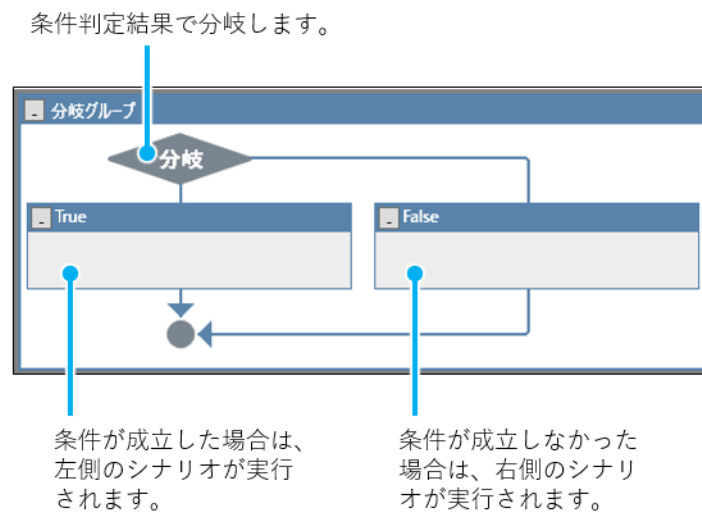 条件判定結果で分岐します。
分岐グループ
分岐
True
False
条件が成立した場合は、
左側のシナリオが実行
されます。
条件が成立しなかった
場合は、右側のシナリ
オが実行されます。